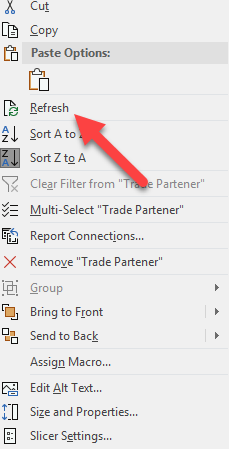 Cut
Copy
Paste Options:
Refresh
Sort A to Z
Sort Z to A
Clear Filter from "Trade Partener"
Multi-Select "Trade Partener"
Report Connections...
Remove "Trade Partener"
Group
Bring to Front
Send to Back
Assign Macro...
Edit Alt Text...
Size and Properties...
Slicer Settings...